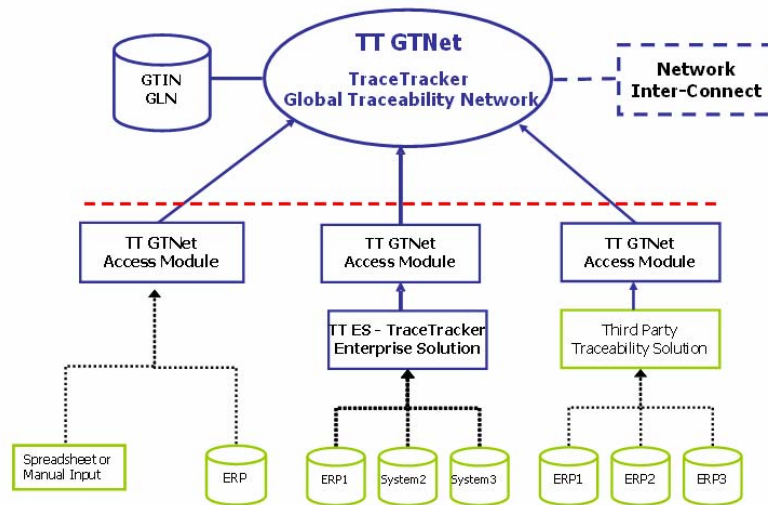 TT GTNet
TraceTracker
Global Traceability Network
GTIN
GLN
Network
Inter-Connect
TT GTNet
Access Module
TT GTNet
Access Module
TT GTNet
Access Module
TT ES - TraceTracker
Enterprise Solution
Third Party
Traceability Solution
Spreadsheet or
Manual Input
ERP
ERP1
System2
System3
ERP1
ERP2
ERP3